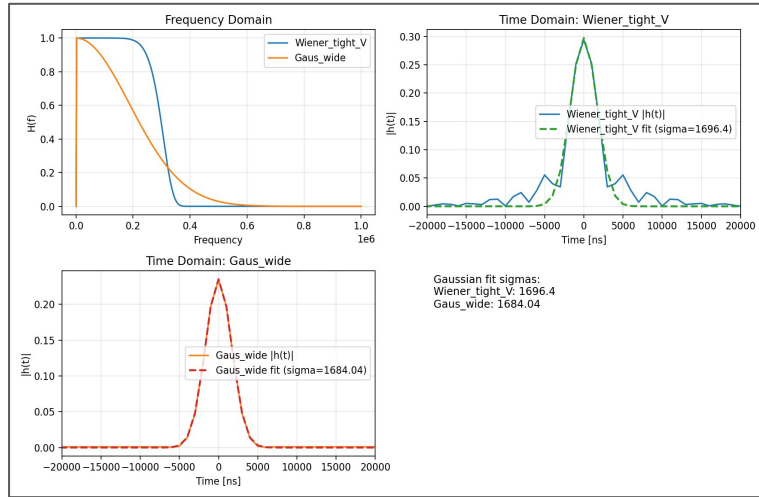 Frequency Domain
1.0
0.8
0.6
0.4
0.2
0.0
H(f)
Wiener_tight_V
Gaus_wide
0.0 0.2 0.4 0.6 0.8 1.0
1e6
Frequency
Time Domain: Wiener_tight_V
0.30
0.25
0.20
0.15
0.10
0.05
0.00
|h(t)|
Wiener_tight_V |h(t)|
Wiener_tight_V fit (sigma=1696.4)
−20000 −15000 −10000 −5000 0 5000 10000 15000 20000
Time [ns]
Time Domain: Gaus_wide
0.20
0.15
0.10
0.05
0.00
|h(t)|
Gaus_wide |h(t)|
Gaus_wide fit (sigma=1684.04)
−20000 −15000 −10000 −5000 0 5000 10000 15000 20000
Time [ns]
Gaussian fit sigmas:
Wiener_tight_V: 1696.4
Gaus_wide: 1684.04